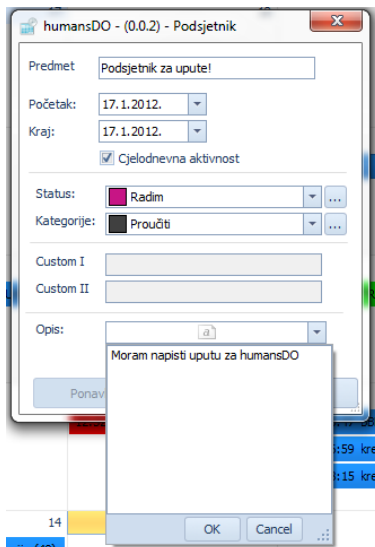 humansDO - (0.0.2) - Podsjetnik
Predmet Podsjetnik za upute!
Početak: 17.1.2012.
Kraj: 17.1.2012.
Cjelodnevna aktivnost
Status: Radim ...
Kategorije: Proučiti ...
Custom I
Custom II
Opis: a
Moram napisti uputu za humansDO
Ponav
:59 kre
:15 kre
14
OK Cancel